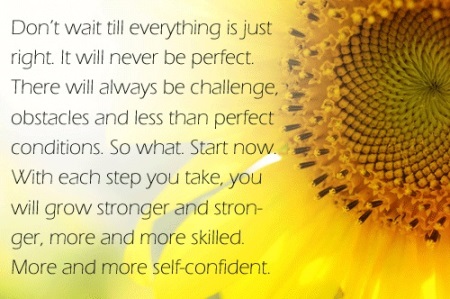 Don't wait till everything is just
right. It will never be perfect.
There will always be challenge,
obstacles and less than perfect
conditions. So what. Start now.
With each step you take, you
will grow stronger and stron-
ger, more and more skilled.
More and more self-confident.